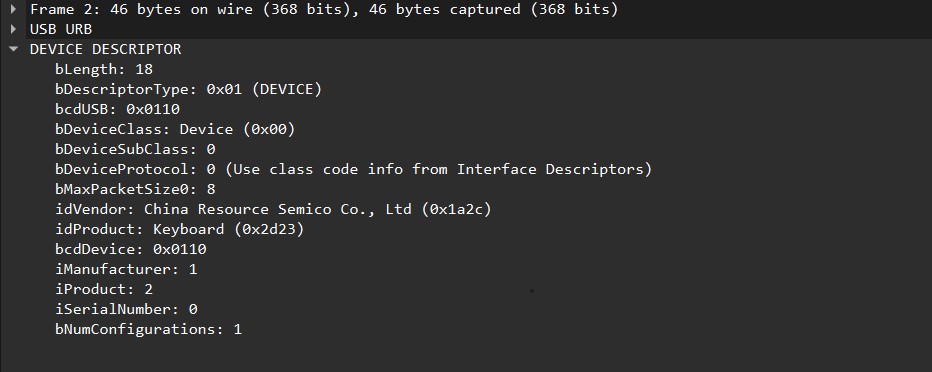 Frame 2: 46 bytes on wire (368 bits), 46 bytes captured (368 bits)
USB URB
DEVICE DESCRIPTOR
bLength: 18
bDescriptorType: 0x01 (DEVICE)
bcdUSB: 0x0110
bDeviceClass: Device (0x00)
bDeviceSubClass: 0
bDeviceProtocol: 0 (Use class code info from Interface Descriptors)
bMaxPacketSize0: 8
idVendor: China Resource Semico Co., Ltd (0x1a2c)
idProduct: Keyboard (0x2d23)
bcdDevice: 0x0110
iManufacturer: 1
iProduct: 2
iSerialNumber: 0
bNumConfigurations: 1